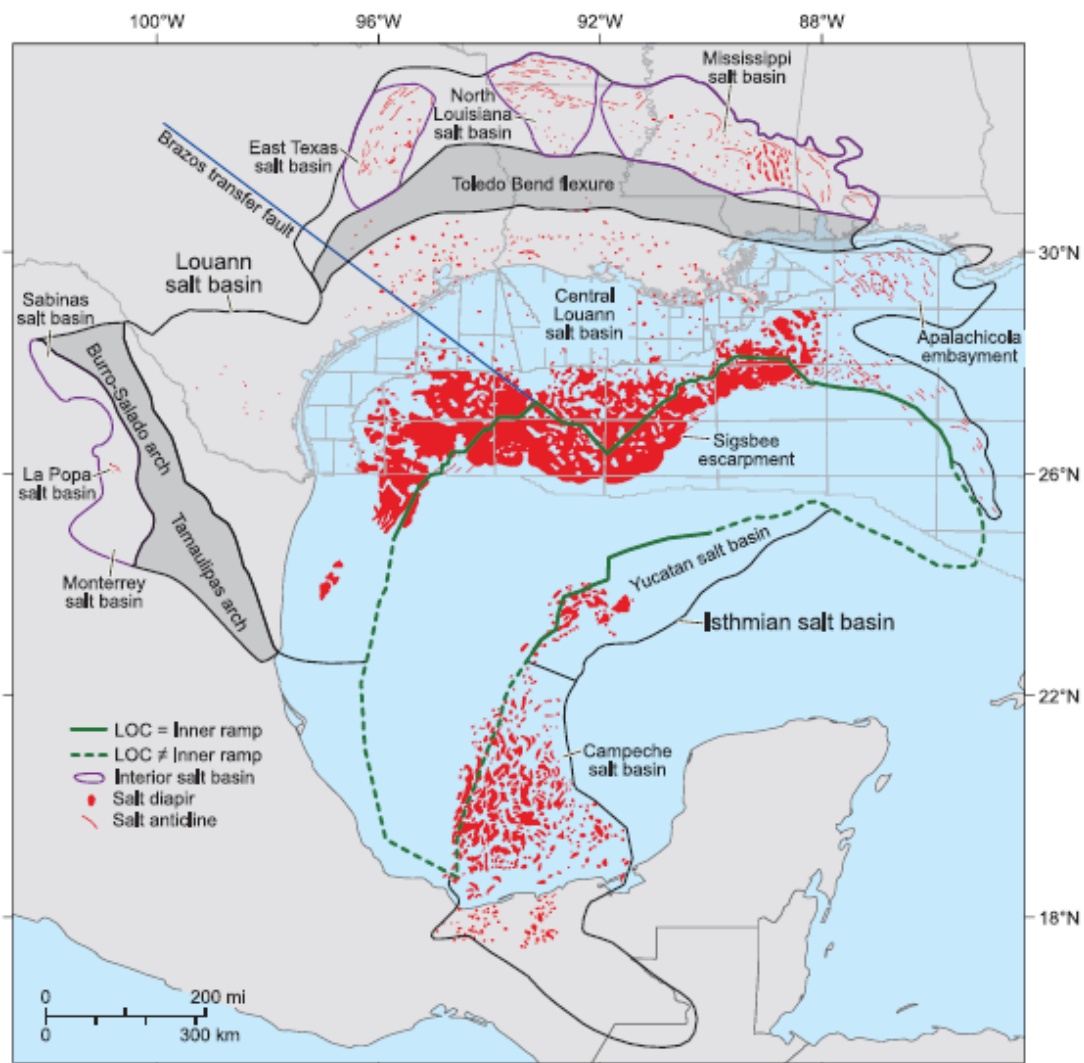 100°W
96°W
92°W
88°W
Mississippi
salt basin
North
Louisiana
salt basin
East Texas
salt basin
Brazos transfer fault
Toledo Bend flexure
30°N
Louann
salt basin
Sabinas
salt basin
Central
Louann
salt basin
Apalachicola
embayment
Burro-Salado arch
Sigsbee
escarpment
La Popa
salt basin
26°N
Tamaulipas arch
Yucatan salt basin
Monterrey
salt basin
Isthmian salt basin
22°N
LOC = Inner ramp
LOC ≠ Inner ramp
Interior salt basin
Salt diapir
Salt anticline
Campeche
salt basin
18°N
0
200 mi
0
300 km